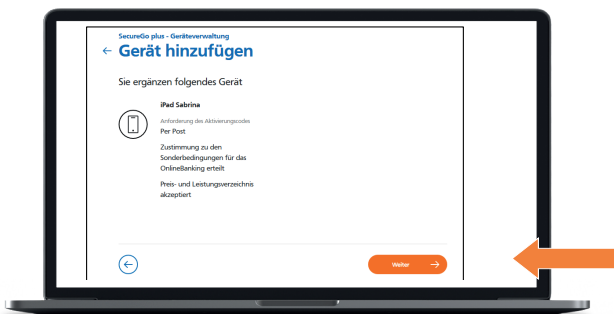 SecureGo plus - Geräteverwaltung
Gerät hinzufügen
Sie ergänzen folgendes Gerät
iPad Sabrina
Anforderung des Aktivierungscodes
Per Post
Zustimmung zu den
Sonderbedingungen für das
OnlineBanking erteilt
Preis- und Leistungsverzeichnis
akzeptiert
Weiter